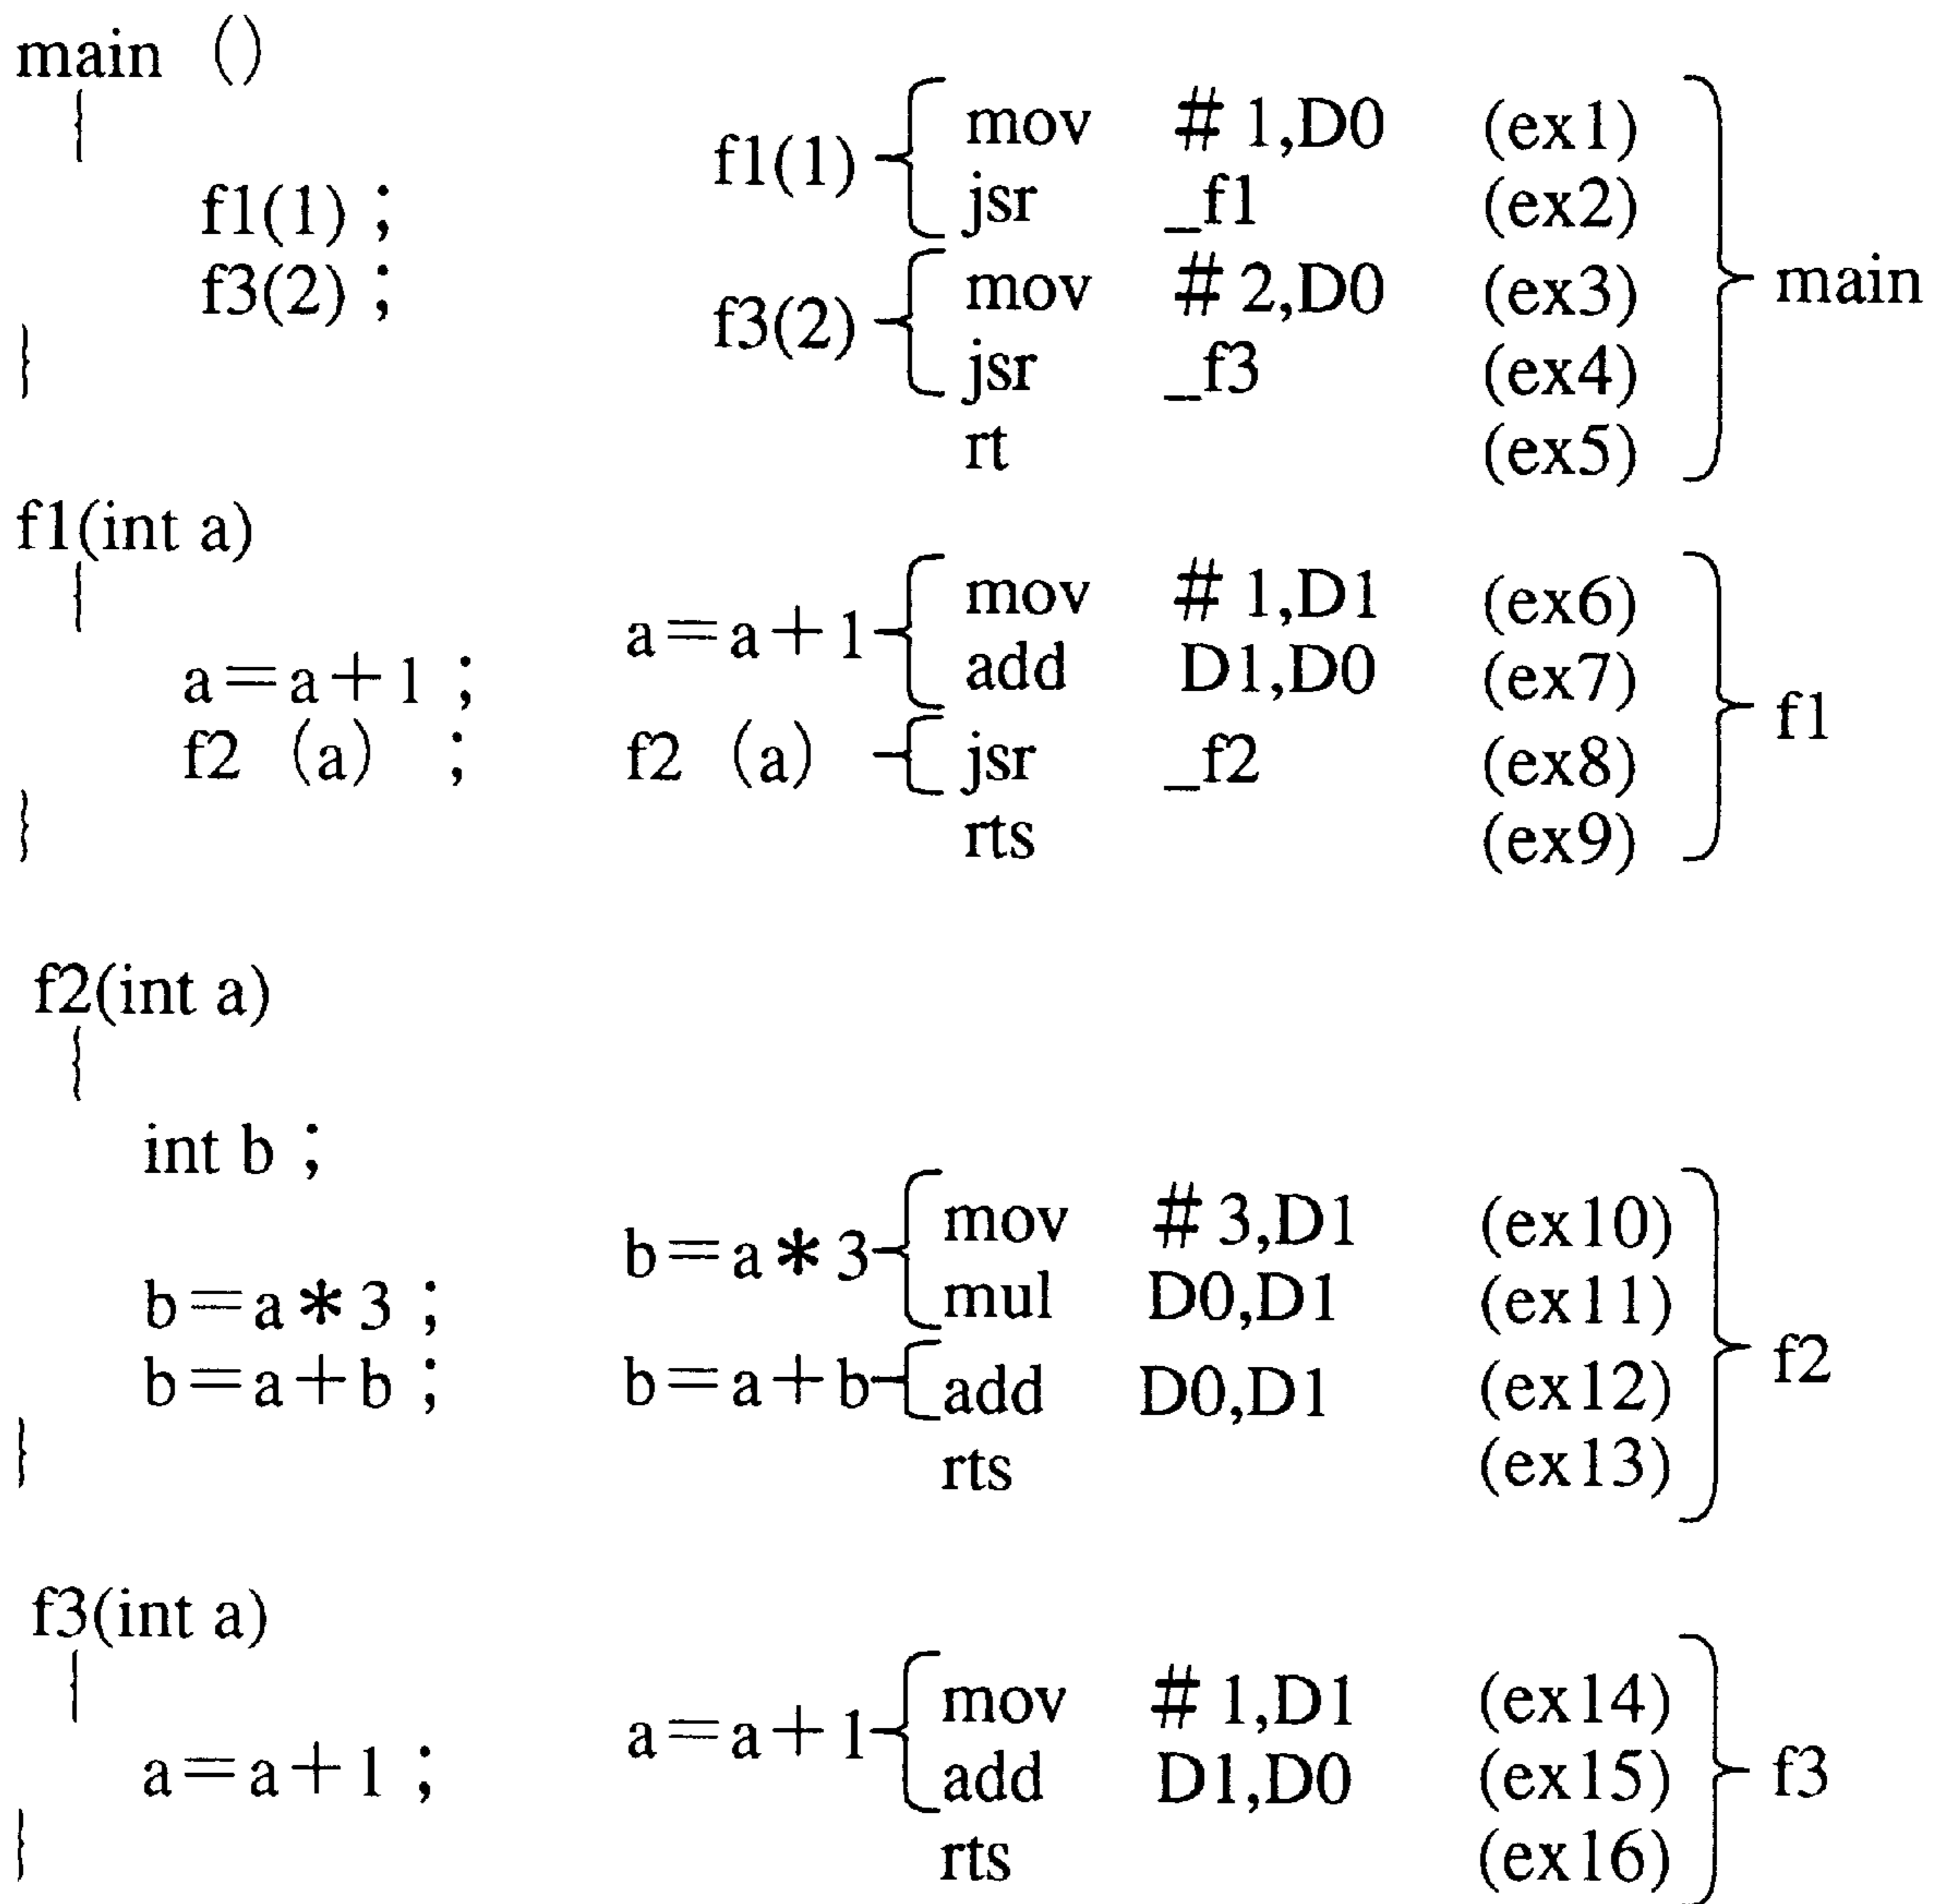 main ()
{
f1(1) { mov # 1,D0 (ex1)
f1(1) ; jsr _f1 (ex2)
f3(2) ; f3(2) { mov # 2,D0 (ex3) } main
} jsr _f3 (ex4)
rt (ex5)
f1(int a)
{ mov # 1,D1 (ex6)
a=a+1 ; a=a+1 { add D1,D0 (ex7) } f1
f2 (a) ; f2 (a) { jsr _f2 (ex8)
} rts (ex9)
f2(int a)
{
int b ;
b=a*3 { mov # 3,D1 (ex10)
b=a*3 ; mul D0,D1 (ex11) } f2
b=a+b ; b=a+b { add D0,D1 (ex12)
} rts (ex13)
f3(int a)
{ a=a+1 { mov # 1,D1 (ex14)
a=a+1 ; add D1,D0 (ex15) } f3
} rts (ex16)